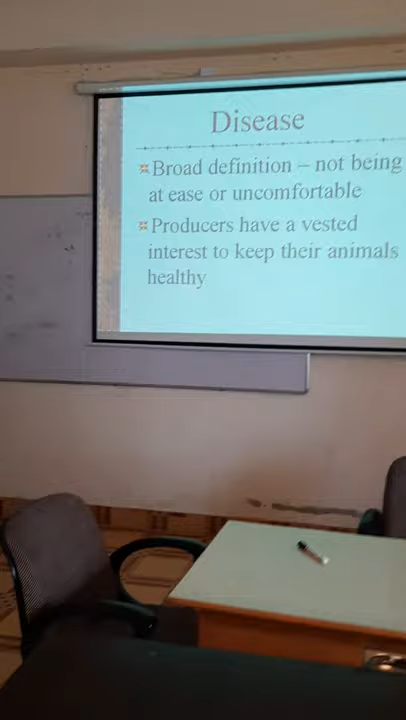 Disease
Broad definition – not being
at ease or uncomfortable
Producers have a vested
interest to keep their animals
healthy